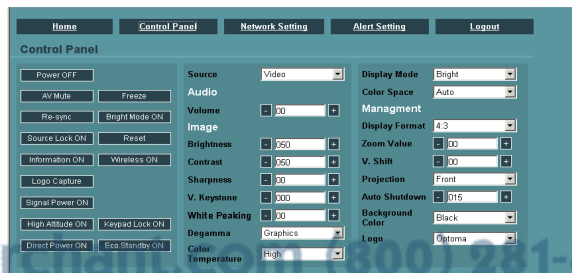 Home Control Panel Network Setting Alert Setting Logout
Control Panel
Power OFF
AV Mute Freeze
Re-sync Bright Mode ON
Source Lock ON Reset
Information ON Wireless ON
Logo Capture
Signal Power ON
High Altitude ON Keypad Lock ON
Direct Power ON Eco.Standby ON
Source Video
Audio
Volume - 00 +
Image
Brightness - 050 +
Contrast - 050 +
Sharpness - 00 +
V. Keystone - 000 +
White Peaking - 00 +
Degamma Graphics
Color
Temperature High
Display Mode Bright
Color Space Auto
Managment
Display Format 4:3
Zoom Value - 00 +
V. Shift - 00 +
Projection Front
Auto Shutdown - 015 +
Background
Color Black
Logo Optoma
rchant.com (800) 281-